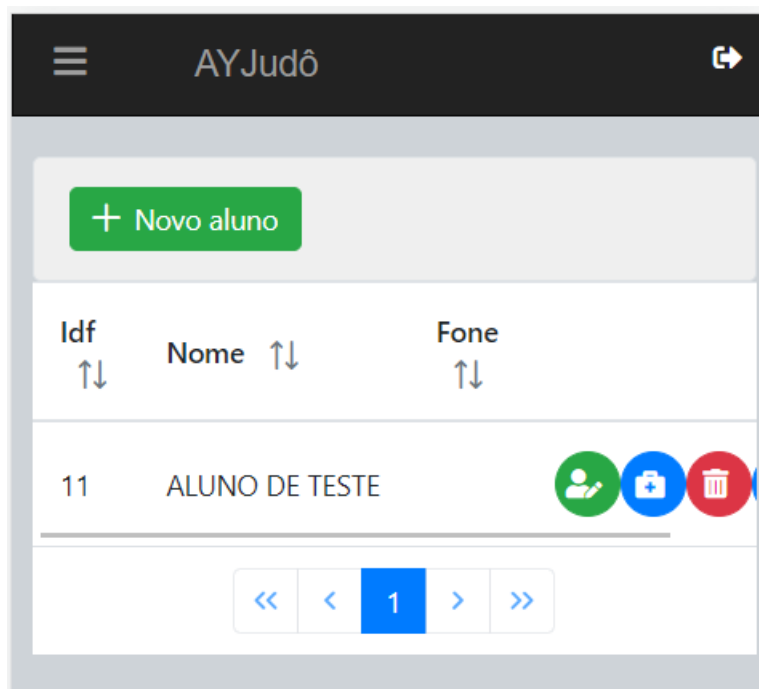 AYJudô
Novo aluno
Idf Nome Fone
11 ALUNO DE TESTE
1